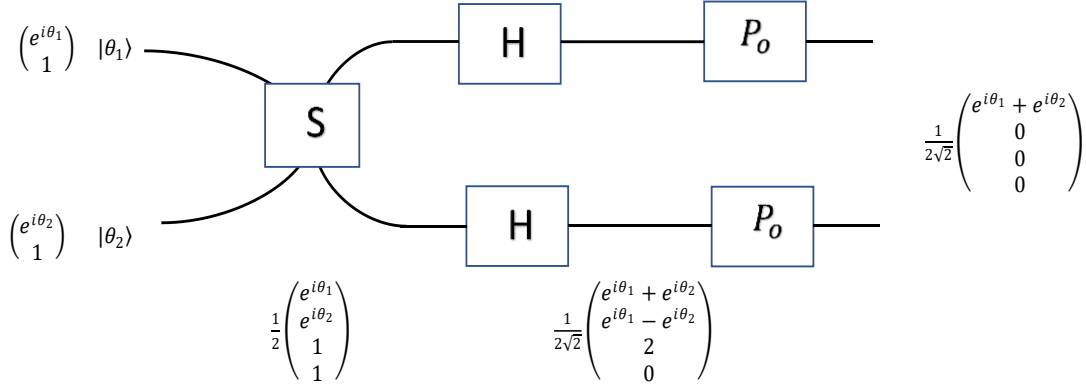 (e^{iθ₁} 1) |θ₁⟩
H
P_o
S
1/(2√2) (e^{iθ₁} + e^{iθ₂} 0 0 0)
(e^{iθ₂} 1) |θ₂⟩
H
P_o
1/2 (e^{iθ₁} e^{iθ₂} 1 1)
1/(2√2) (e^{iθ₁} + e^{iθ₂} e^{iθ₁} − e^{iθ₂} 2 0)